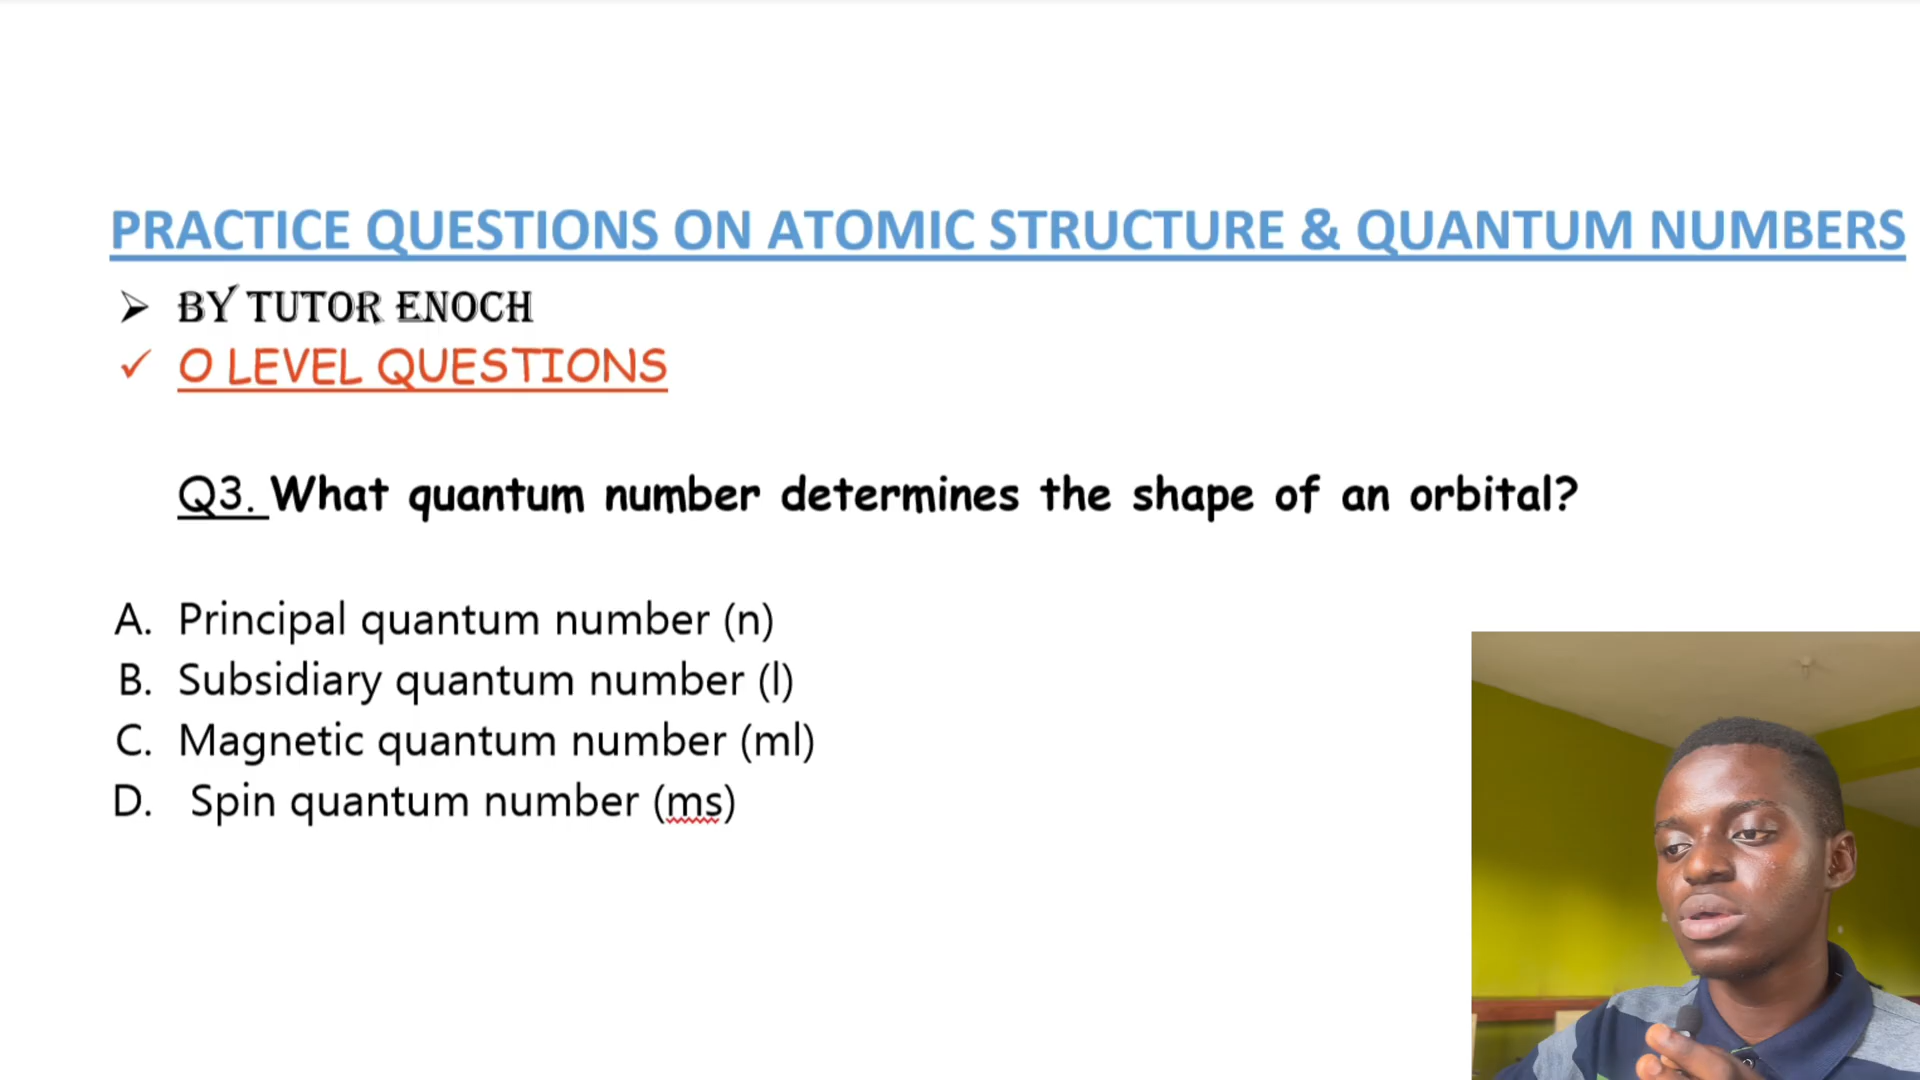 PRACTICE QUESTIONS ON ATOMIC STRUCTURE & QUANTUM NUMBERS
➢ BY TUTOR ENOCH
✓ O LEVEL QUESTIONS
Q3. What quantum number determines the shape of an orbital?
A. Principal quantum number (n)
B. Subsidiary quantum number (l)
C. Magnetic quantum number (ml)
D. Spin quantum number (ms)